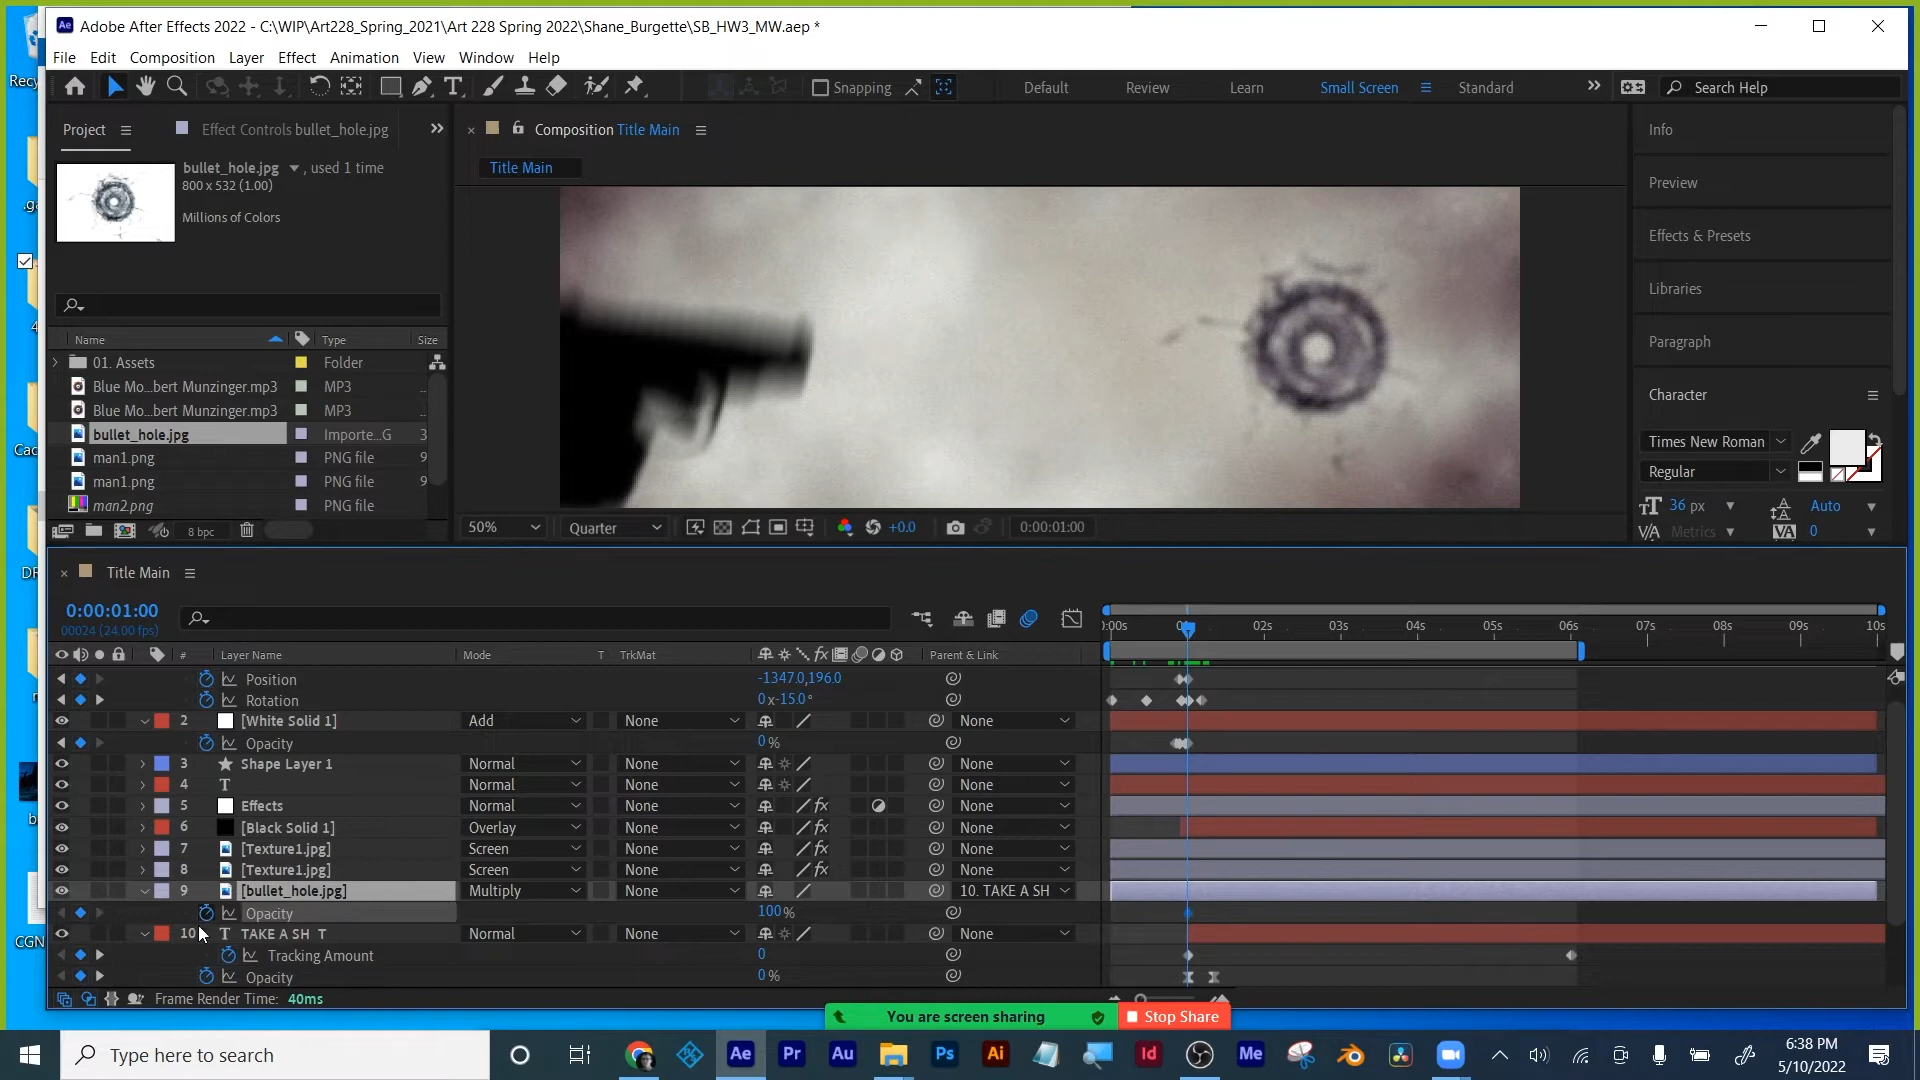 Adobe After Effects 2022 - C:\WIP\Art228_Spring_2021\Art 228 Spring 2022\Shane_Burgette\SB_HW3_MW.aep *
File Edit Composition Layer Effect Animation View Window Help
Snapping Default Review Learn Small Screen Standard Search Help
Project Effect Controls bullet_hole.jpg
Composition Title Main
Title Main
bullet_hole.jpg , used 1 time
800 x 532 (1.00)
Millions of Colors
Name Type Size
01. Assets Folder
Blue Mo...bert Munzinger.mp3 MP3 ..
Blue Mo...bert Munzinger.mp3 MP3 ..
bullet_hole.jpg Importe...G 3
man1.png PNG file 9
man1.png PNG file 9
man2.png PNG file
8 bpc
50% Quarter +0.0 0:00:01:00
Info
Preview
Effects & Presets
Libraries
Paragraph
Character
Times New Roman
Regular
36 px Auto
Metrics 0
Title Main
0:00:01:00
00024 (24.00 fps)
02s 03s 04s 05s 06s 07s 08s 09s 10s
# Layer Name Mode T TrkMat Parent & Link
Position -1347.0,196.0
Rotation 0x-15.0°
2 [White Solid 1] Add None None
Opacity 0%
3 Shape Layer 1 Normal None None
4 T Normal None None
5 Effects Normal None None
6 [Black Solid 1] Overlay None None
7 [Texture1.jpg] Screen None None
8 [Texture1.jpg] Screen None None
9 [bullet_hole.jpg] Multiply None 10. TAKE A SH
Opacity 100%
10 T TAKE A SH T Normal None None
Tracking Amount 0
Opacity 0%
Frame Render Time: 40ms
You are screen sharing Stop Share
Type here to search
Ae Pr Au Ps Ai Id Me
6:38 PM
5/10/2022